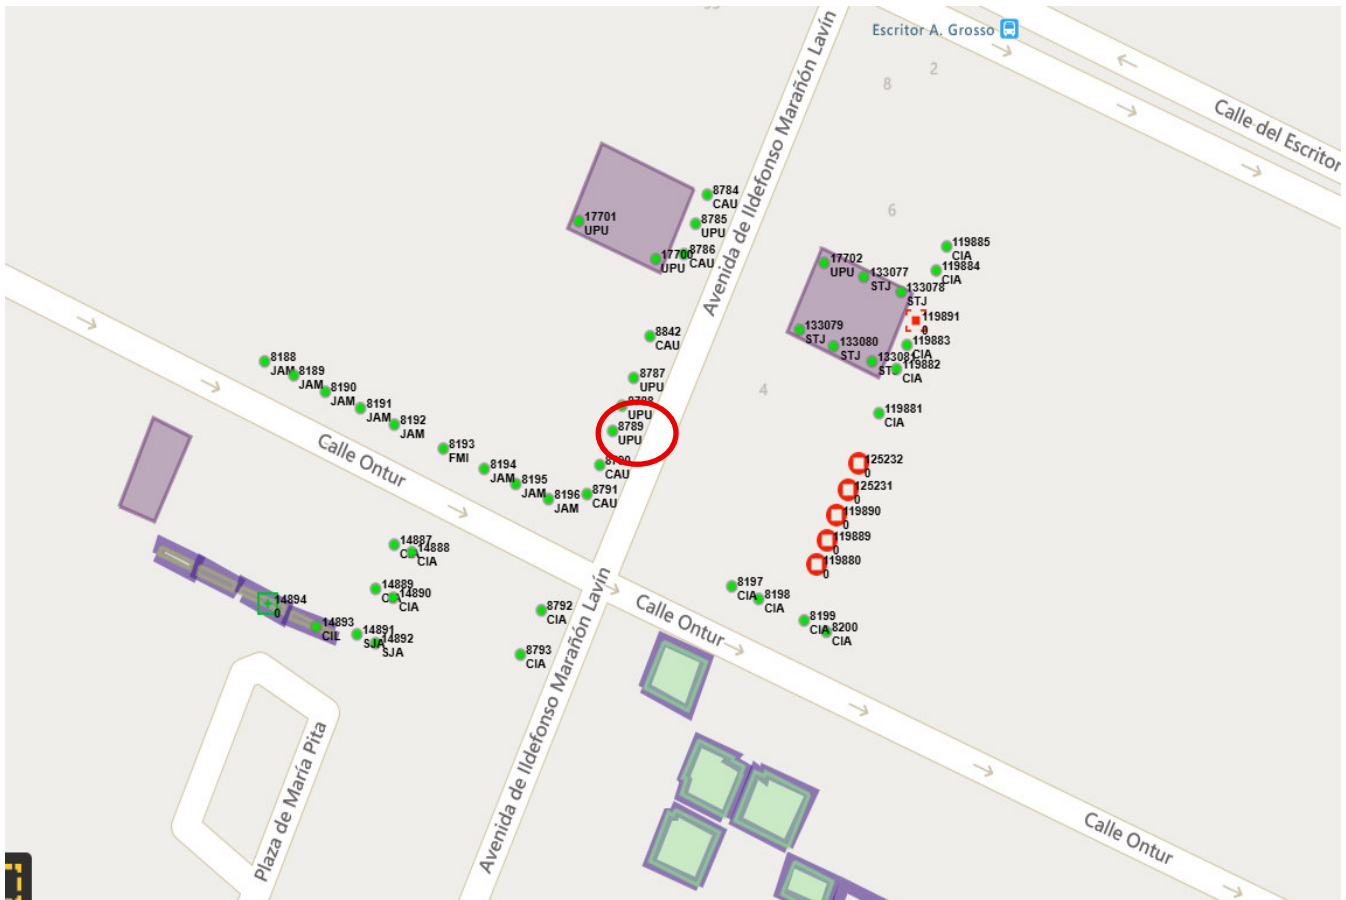 Escritor A. Grosso
2
8
Calle del Escritor
Avenida de Ildefonso Marañón Lavín
6
4
8784
CAU
8785
UPU
8786
CAU
17701
UPU
17700
UPU
8842
CAU
8787
UPU
8788
UPU
8789
UPU
8790
CAU
8791
CAU
119885
CIA
119884
CIA
17702
UPU
133077
STJ
133078
STJ
119891
0
133079
STJ
133080
STJ
119883
CIA
119882
CIA
119881
CIA
125232
0
125231
0
119890
0
119889
0
119880
0
8188
JAM
8189
JAM
8190
JAM
8191
JAM
8192
JAM
8193
FMI
8194
JAM
8195
JAM
8196
JAM
Calle Ontur
14887
CIA
14888
CIA
14889
CIA
14890
CIA
14894
0
14893
CIL
14891
SJA
14892
SJA
8792
CIA
8793
CIA
8197
CIA
8198
CIA
8199
CIA
8200
CIA
Calle Ontur
Avenida de Ildefonso Marañón Lavín
Plaza de María Pita
Calle Ontur